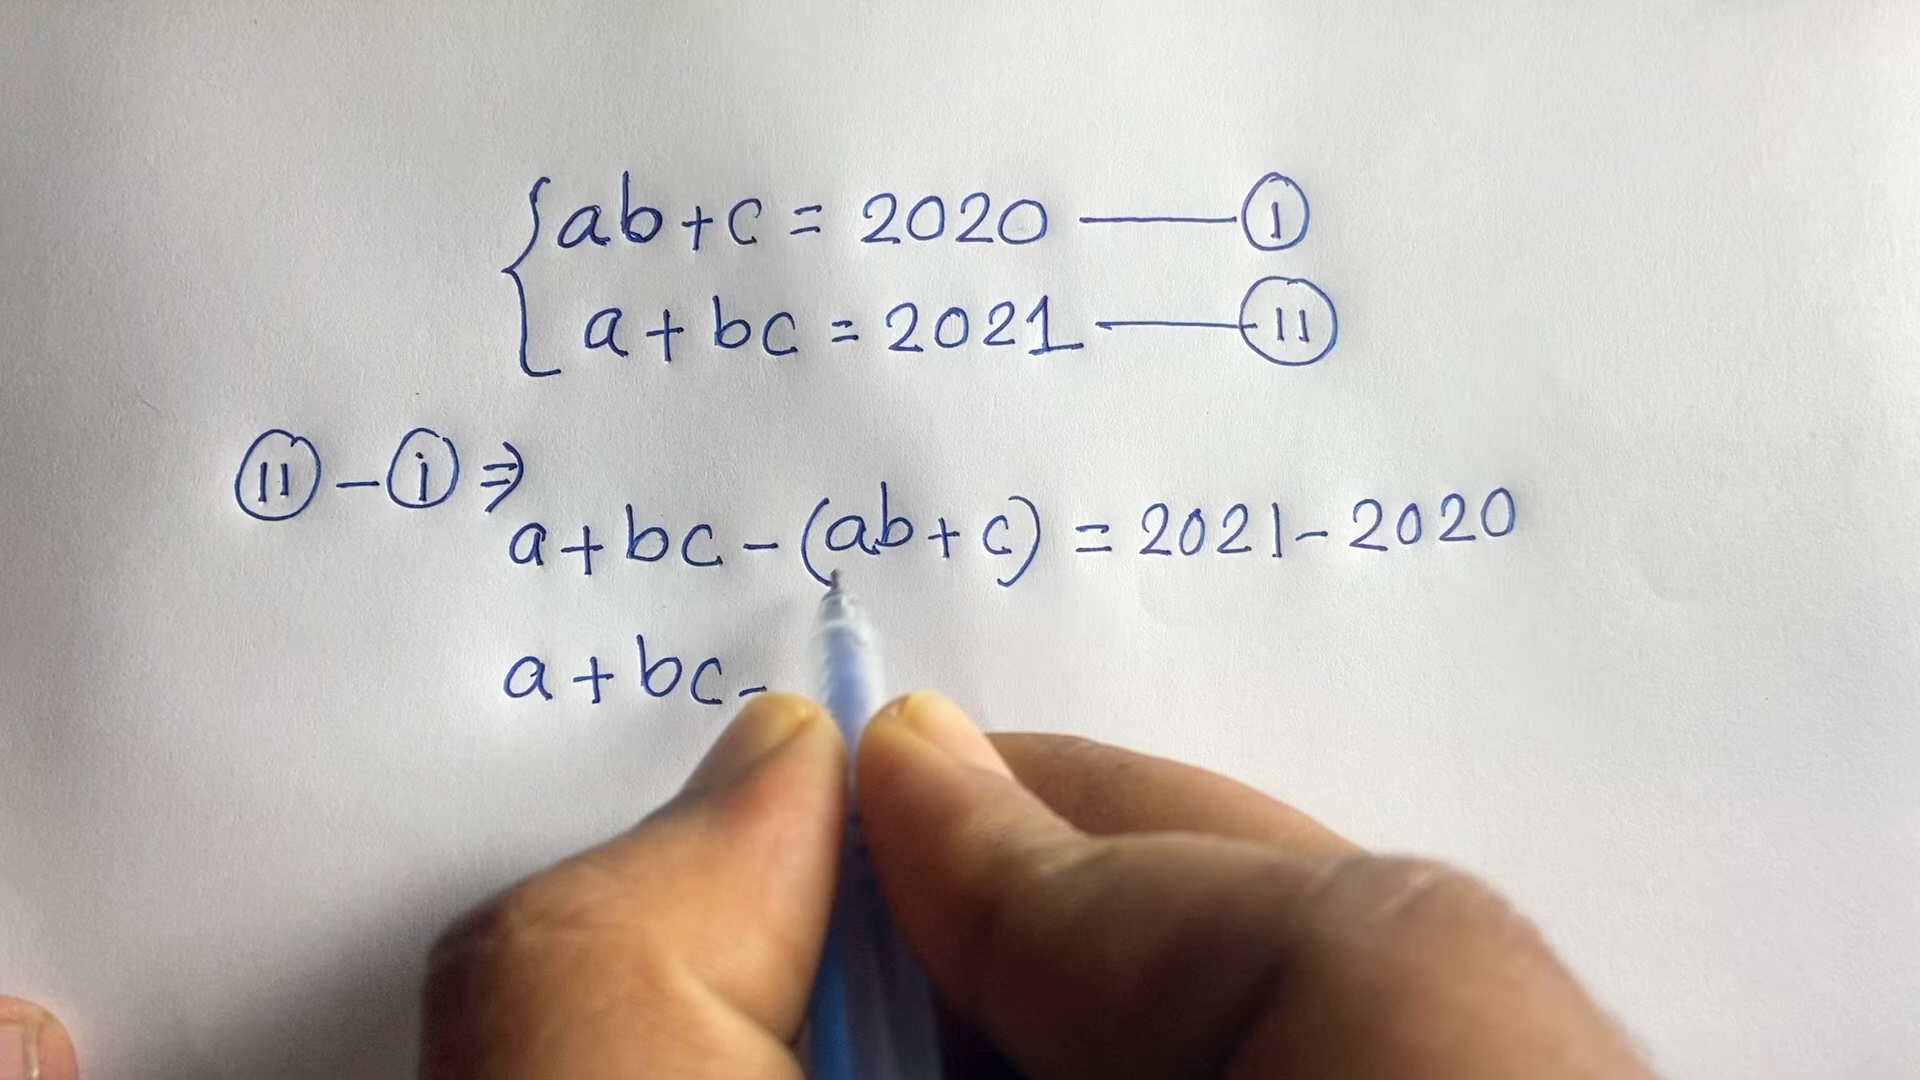 ab+c = 2020 —— I
a+bc = 2021 —— II
II - i ⇒
a+bc-(ab+c) = 2021-2020
a+bc-